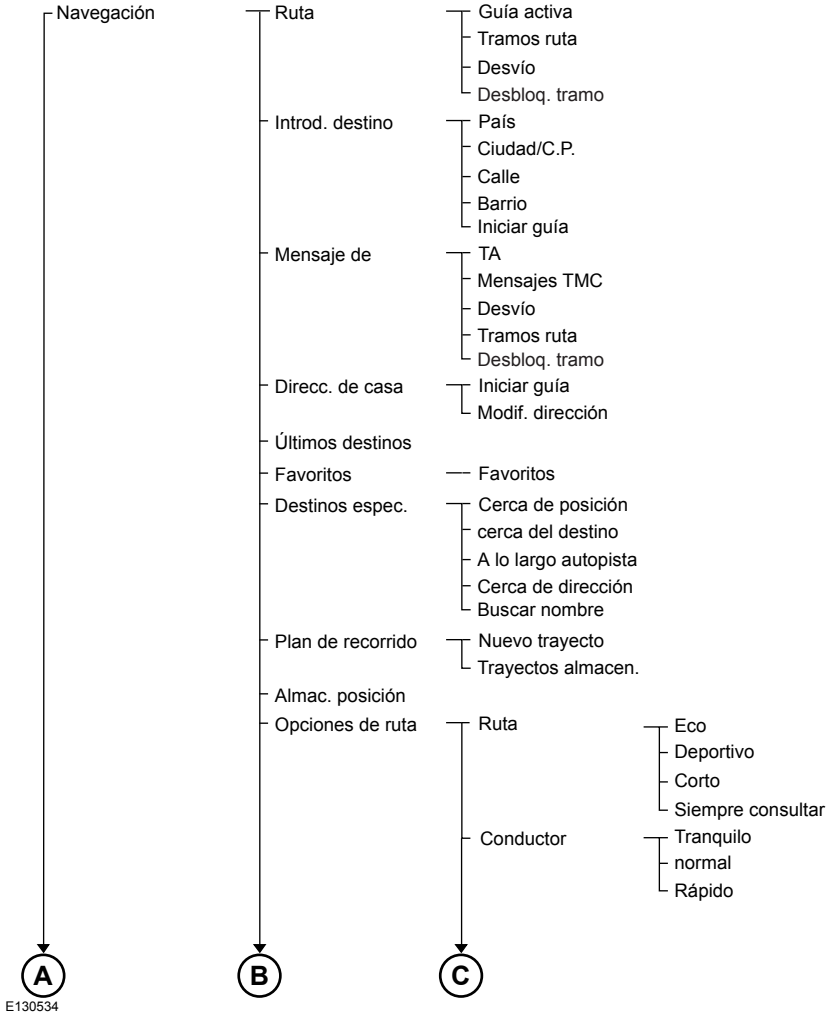 Navegación
Ruta
Guía activa
Tramos ruta
Desvío
Desbloq. tramo
Introd. destino
País
Ciudad/C.P.
Calle
Barrio
Iniciar guía
Mensaje de
TA
Mensajes TMC
Desvío
Tramos ruta
Desbloq. tramo
Direcc. de casa
Iniciar guía
Modif. dirección
Últimos destinos
Favoritos
Favoritos
Destinos espec.
Cerca de posición
cerca del destino
A lo largo autopista
Cerca de dirección
Buscar nombre
Plan de recorrido
Nuevo trayecto
Trayectos almacen.
Almac. posición
Opciones de ruta
Ruta
Eco
Deportivo
Corto
Siempre consultar
Conductor
Tranquilo
normal
Rápido
A
B
C
E130534